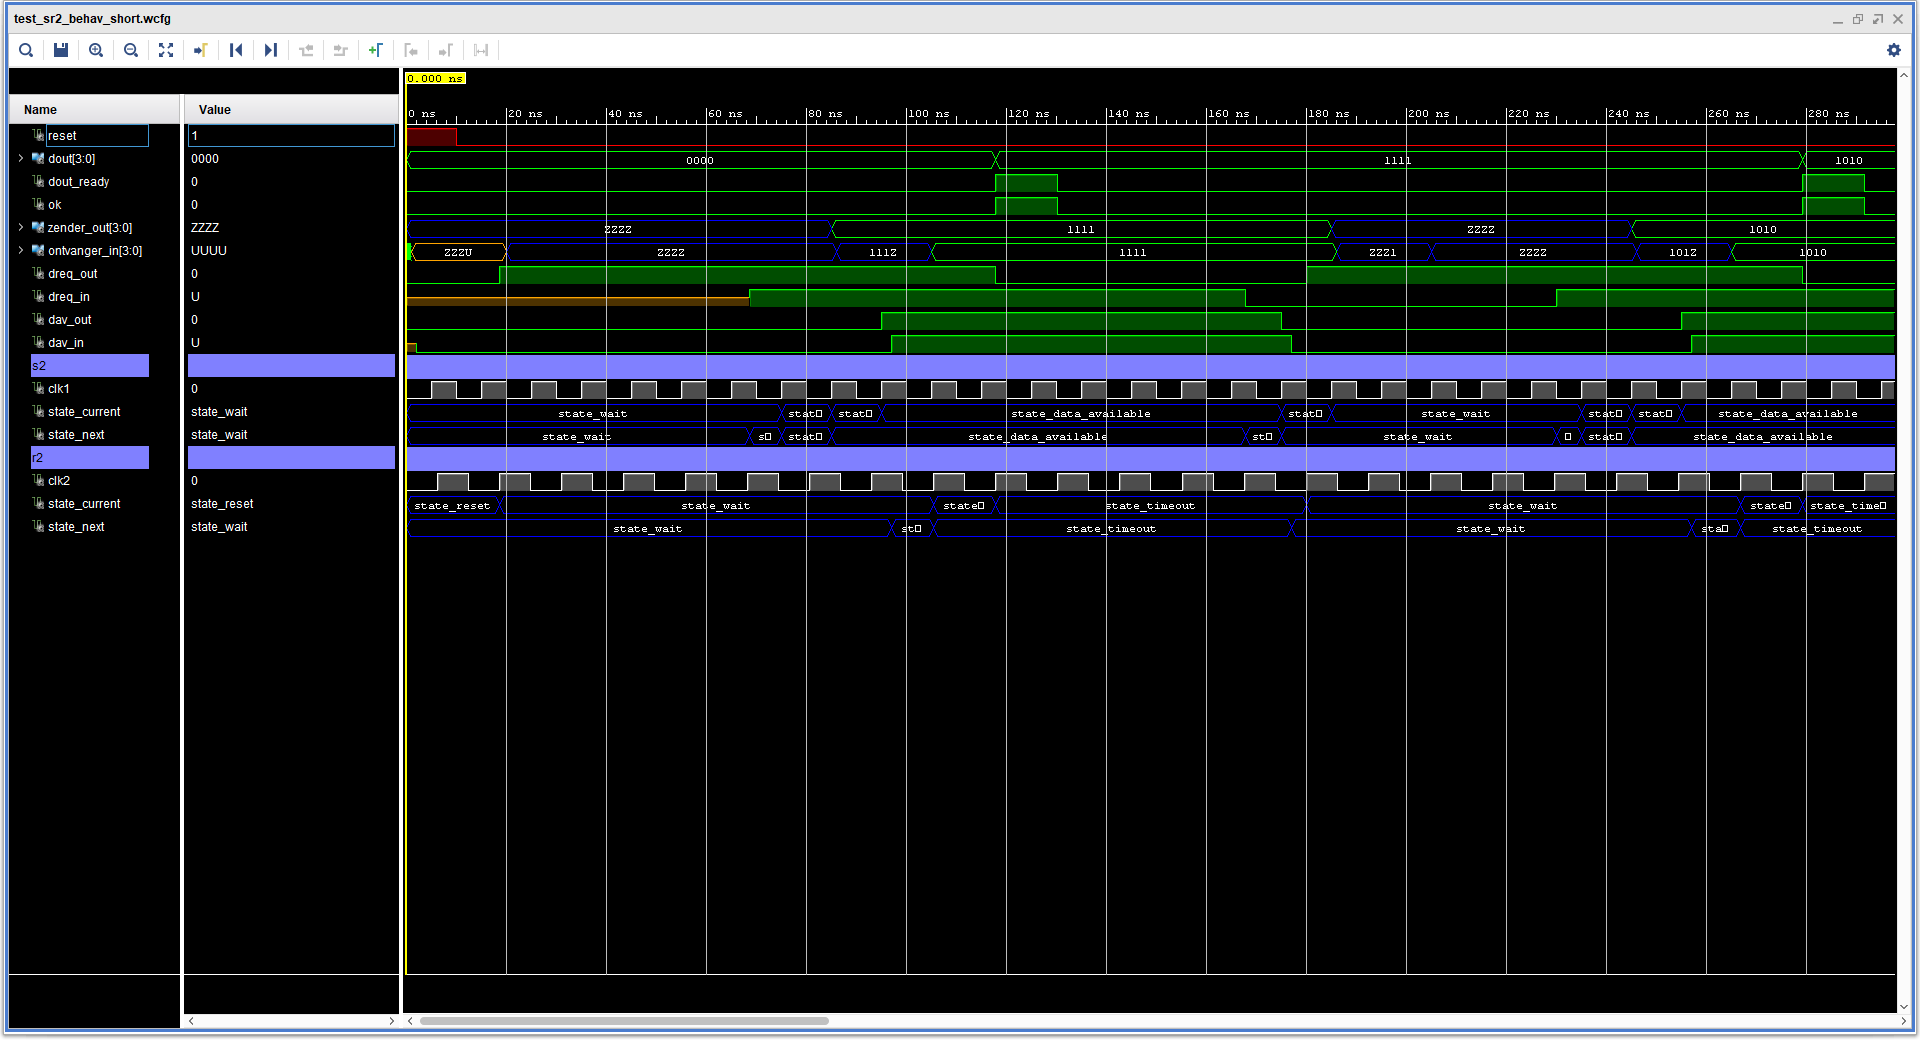 test_sr2_behav_short.wcfg
0.000 ns
Name Value
0 ns 20 ns 40 ns 60 ns 80 ns 100 ns 120 ns 140 ns 160 ns 180 ns 200 ns 220 ns 240 ns 260 ns 280 ns
reset 1
dout[3:0] 0000 0000 1111 1010
dout_ready 0
ok 0
zender_out[3:0] ZZZZ ZZZZ 1111 ZZZZ 1010
ontvanger_in[3:0] UUUU ZZZU ZZZZ 111Z 1111 ZZZ1 ZZZZ 101Z 1010
dreq_out 0
dreq_in U
dav_out 0
dav_in U
s2
clk1 0
state_current state_wait state_wait stat□ stat□ state_data_available stat□ state_wait stat□ stat□ state_data_available
state_next state_wait state_wait s□ stat□ state_data_available st□ state_wait □ stat□ state_data_available
r2
clk2 0
state_current state_reset state_reset state_wait state□ state_timeout state_wait state□ state_time□
state_next state_wait state_wait st□ state_timeout state_wait sta□ state_timeout